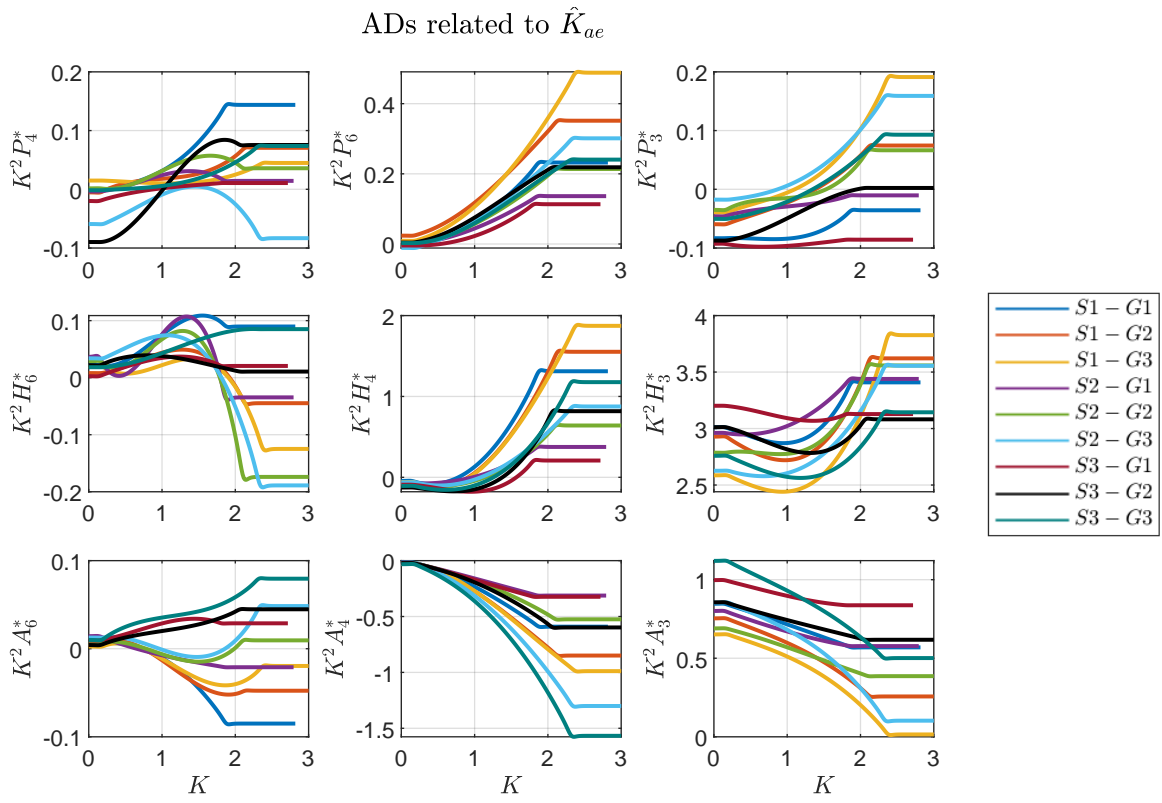 ADs related to K̂ae
0.2
0.1
0
-0.1
K²P₄*
0 1 2 3
0.4
0.2
0
K²P₆*
0 1 2 3
0.2
0.1
0
-0.1
K²P₃*
0 1 2 3
0.1
0
-0.1
-0.2
K²H₆*
0 1 2 3
2
1
0
K²H₄*
0 1 2 3
4
3.5
3
2.5
K²H₃*
0 1 2 3
S1 − G1
S1 − G2
S1 − G3
S2 − G1
S2 − G2
S2 − G3
S3 − G1
S3 − G2
S3 − G3
0.1
0
-0.1
K²A₆*
0 1 2 3
K
0
-0.5
-1
-1.5
K²A₄*
0 1 2 3
K
1
0.5
0
K²A₃*
0 1 2 3
K